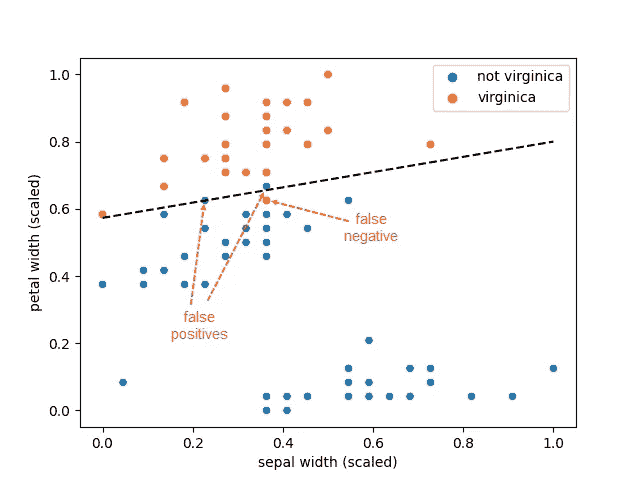 not virginica
virginica
1.0
0.8
0.6
0.4
0.2
0.0
petal width (scaled)
false
negative
false
positives
0.0
0.2
0.4
0.6
0.8
1.0
sepal width (scaled)